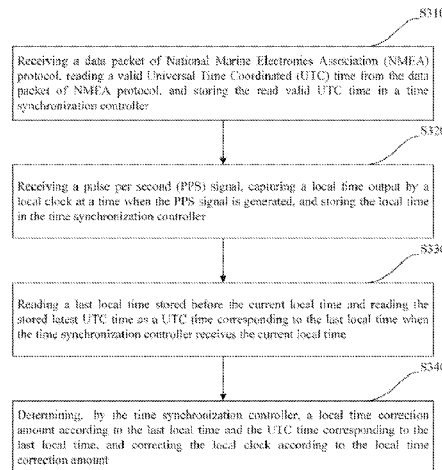 S310
Receiving a data packet of National Marine Electronics Association (NMEA)
protocol, reading a valid Universal Time Coordinated (UTC) time from the data
packet of NMEA protocol, and storing the read valid UTC time in a time
synchronization controller
S320
Receiving a pulse per second (PPS) signal, capturing a local time output by a
local clock at a time when the PPS signal is generated, and storing the local time
in the time synchronization controller
S330
Reading a last local time stored before the current local time and reading the
stored latest UTC time as a UTC time corresponding to the last local time when
the time synchronization controller receives the current local time
S340
Determining, by the time synchronization controller, a local time correction
amount according to the last local time and the UTC time corresponding to
the last local time, and correcting the local clock according to the local time
correction amount